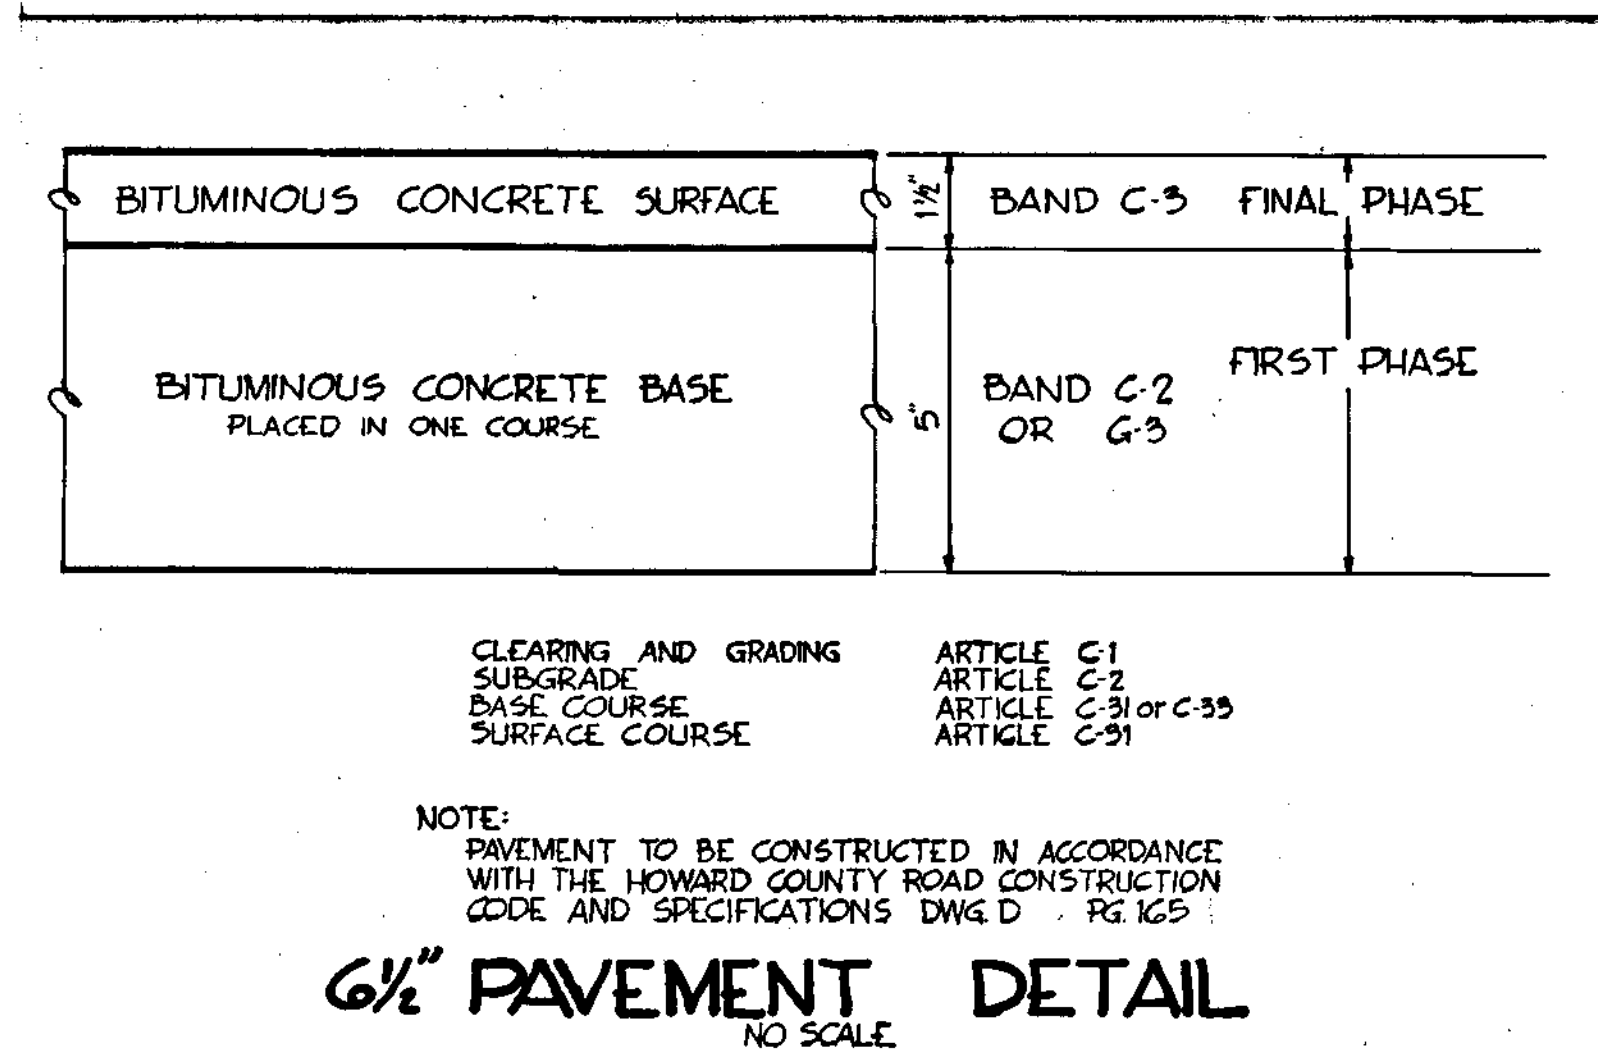 BITUMINOUS CONCRETE SURFACE
1½"
BAND C-3 FINAL PHASE
BITUMINOUS CONCRETE BASE
PLACED IN ONE COURSE
5"
BAND C-2
OR G-3
FIRST PHASE
CLEARING AND GRADING ARTICLE C-1
SUBGRADE ARTICLE C-2
BASE COURSE ARTICLE C-31 or C-33
SURFACE COURSE ARTICLE C-31
NOTE:
PAVEMENT TO BE CONSTRUCTED IN ACCORDANCE
WITH THE HOWARD COUNTY ROAD CONSTRUCTION
CODE AND SPECIFICATIONS DWG. D PG. 165
6½" PAVEMENT DETAIL
NO SCALE